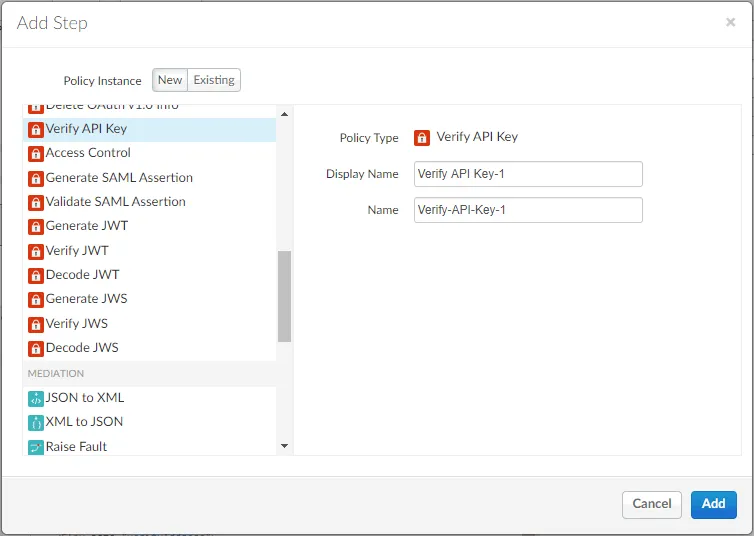 Add Step
×
Policy Instance New Existing
Delete OAuth v1.0 Info
Verify API Key
Access Control
Generate SAML Assertion
Validate SAML Assertion
Generate JWT
Verify JWT
Decode JWT
Generate JWS
Verify JWS
Decode JWS
MEDIATION
JSON to XML
XML to JSON
Raise Fault
Policy Type Verify API Key
Display Name Verify API Key-1
Name Verify-API-Key-1
Cancel Add